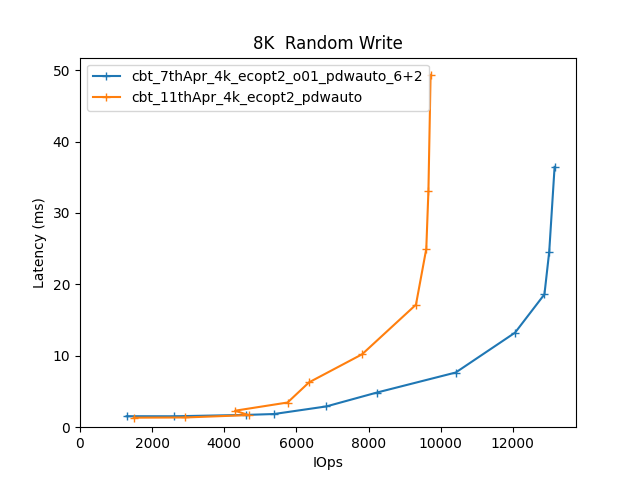 8K  Random Write
cbt_7thApr_4k_ecopt2_o01_pdwauto_6+2
cbt_11thApr_4k_ecopt2_pdwauto
50
40
30
20
10
0
Latency (ms)
0 2000 4000 6000 8000 10000 12000
IOps